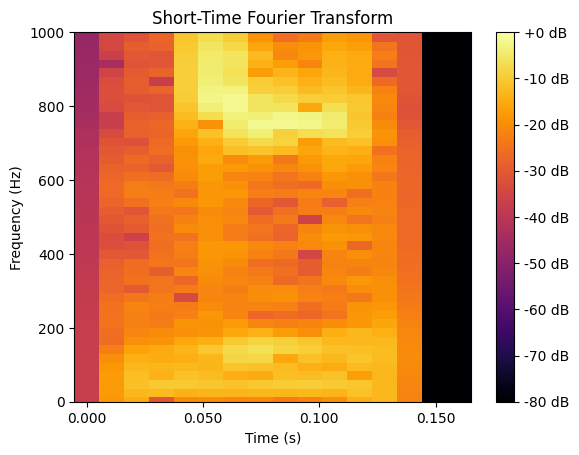 Short-Time Fourier Transform
1000
800
600
400
200
0
Frequency (Hz)
0.000
0.050
0.100
0.150
Time (s)
+0 dB
-10 dB
-20 dB
-30 dB
-40 dB
-50 dB
-60 dB
-70 dB
-80 dB